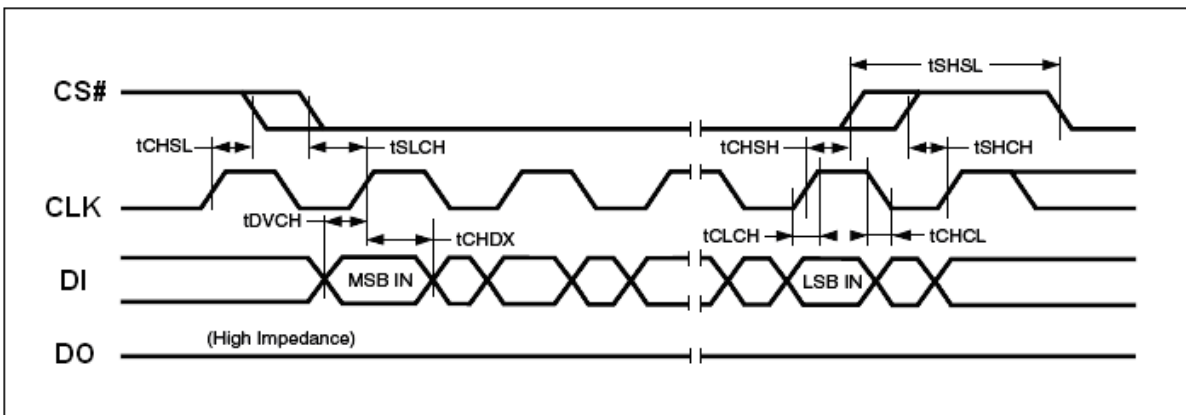 tSHSL
CS#
tCHSL
tSLCH
tCHSH
tSHCH
CLK
tDVCH
tCHDX
tCLCH
tCHCL
DI
MSB IN
LSB IN
(High Impedance)
DO